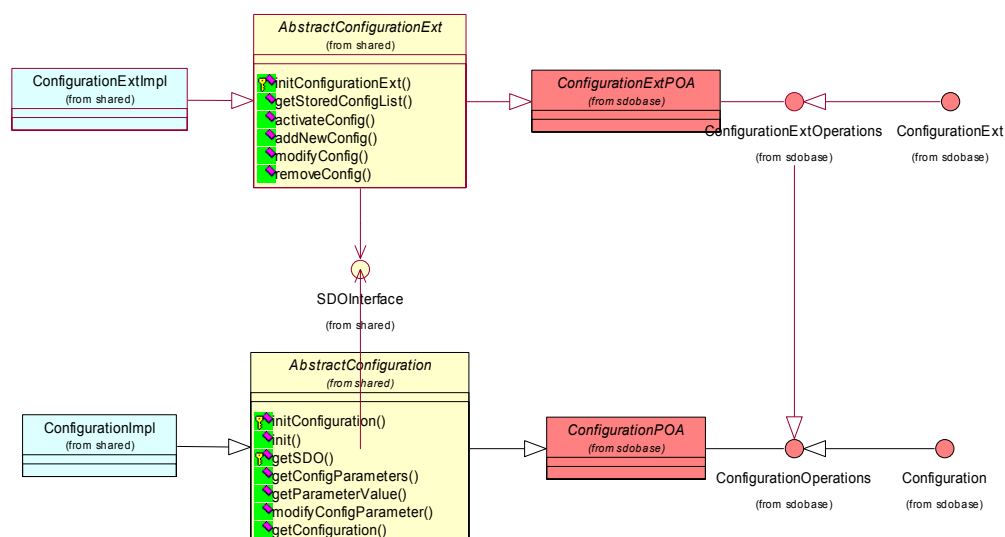 AbstractConfigurationExt
(from shared)
ConfigurationExtImpl
(from shared)
initConfigurationExt()
getStoredConfigList()
activateConfig()
addNewConfig()
modifyConfig()
removeConfig()
ConfigurationExtPOA
(from sdobase)
ConfigurationExtOperations
(from sdobase)
ConfigurationExt
(from sdobase)
SDOInterface
(from shared)
AbstractConfiguration
(from shared)
ConfigurationImpl
(from shared)
initConfiguration()
init()
getSDO()
getConfigParameters()
getParameterValue()
modifyConfigParameter()
getConfiguration()
ConfigurationPOA
(from sdobase)
ConfigurationOperations
(from sdobase)
Configuration
(from sdobase)